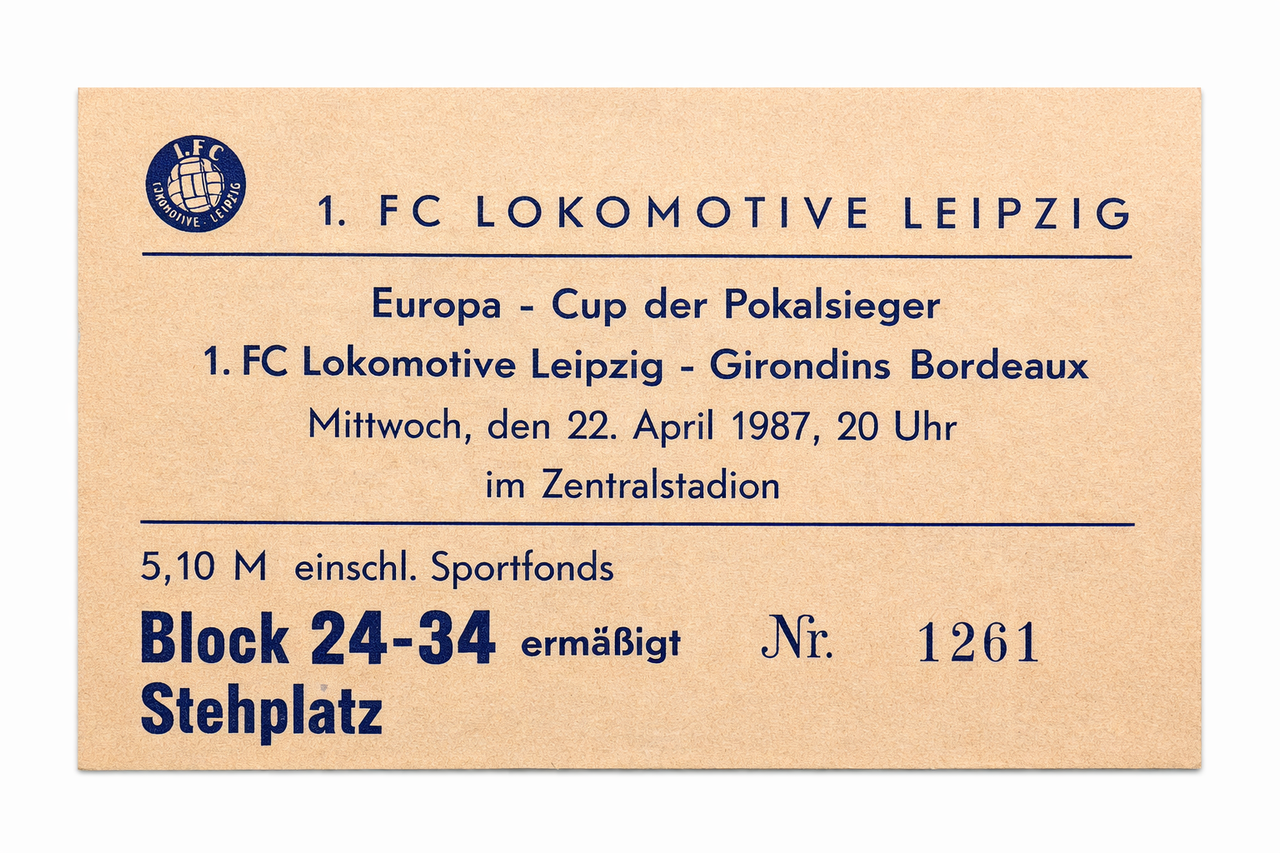 1. FC
LOKOMOTIVE · LEIPZIG
1. FC LOKOMOTIVE LEIPZIG
Europa - Cup der Pokalsieger
1. FC Lokomotive Leipzig - Girondins Bordeaux
Mittwoch, den 22. April 1987, 20 Uhr
im Zentralstadion
5,10 M einschl. Sportfonds
Block 24-34 ermäßigt Nr. 1261
Stehplatz